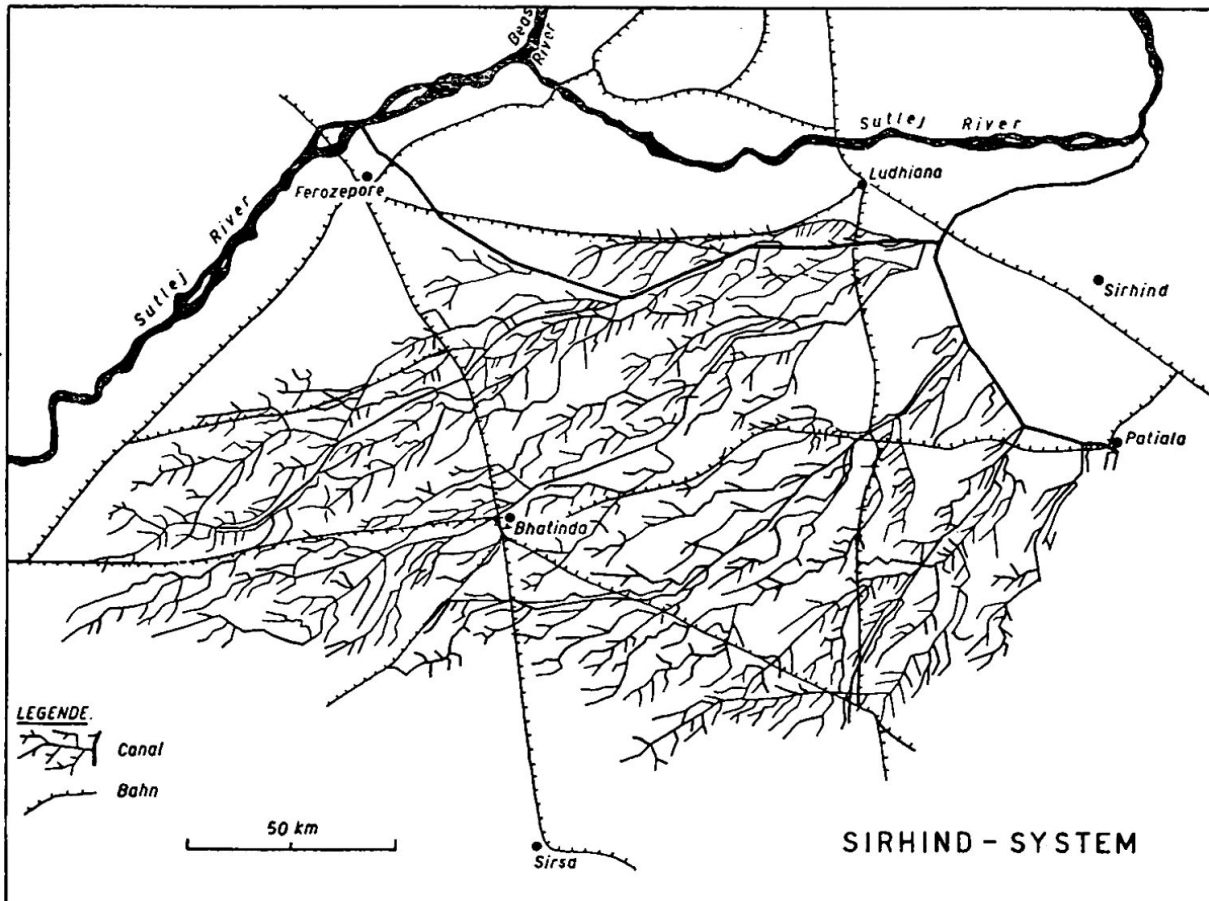 Beas
River
Sutlej River
Ludhiana
Ferozepore
Sutlej River
Sirhind
Patiala
Bhatinda
LEGENDE.
Canal
Bahn
50 km
SIRHIND - SYSTEM
Sirsa